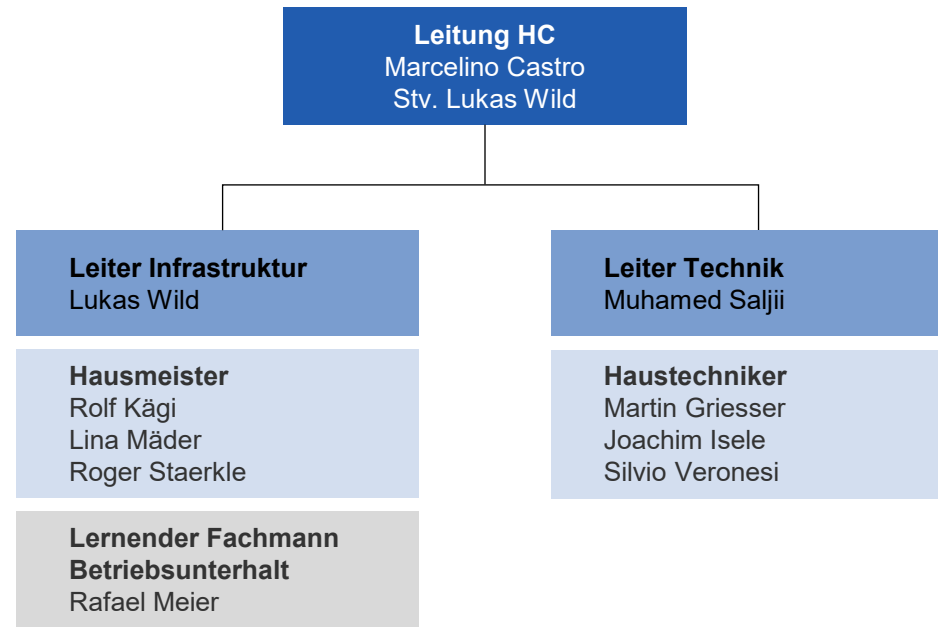 Leitung HC
Marcelino Castro
Stv. Lukas Wild
Leiter Infrastruktur
Lukas Wild
Hausmeister
Rolf Kägi
Lina Mäder
Roger Staerkle
Lernender Fachmann
Betriebsunterhalt
Rafael Meier
Leiter Technik
Muhamed Saljii
Haustechniker
Martin Griesser
Joachim Isele
Silvio Veronesi